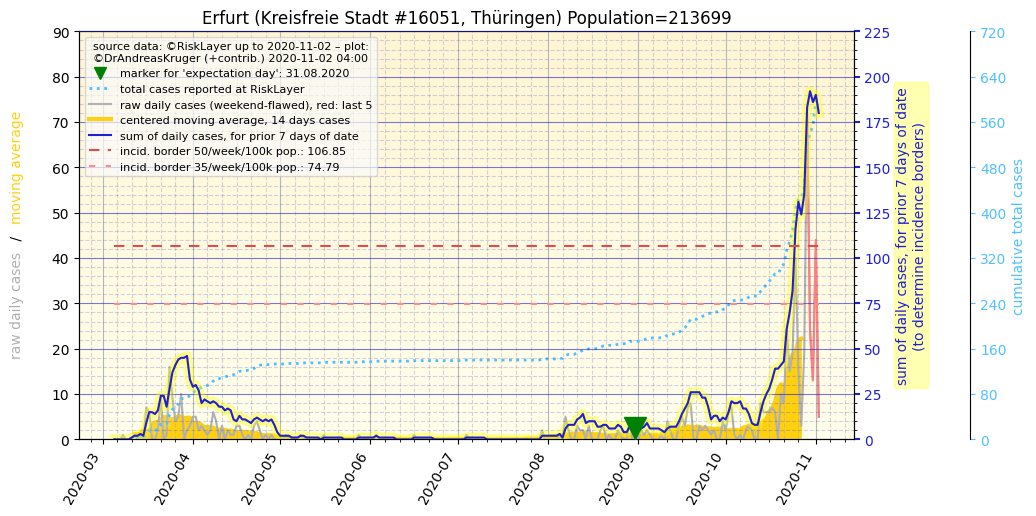 Erfurt (Kreisfreie Stadt #16051, Thüringen) Population=213699
source data: ©RiskLayer up to 2020-11-02 – plot:
©DrAndreasKruger (+contrib.) 2020-11-02 04:00
marker for 'expectation day': 31.08.2020
total cases reported at RiskLayer
raw daily cases (weekend-flawed), red: last 5
centered moving average, 14 days cases
sum of daily cases, for prior 7 days of date
incid. border 50/week/100k pop.: 106.85
incid. border 35/week/100k pop.: 74.79
raw daily cases / moving average
90
80
70
60
50
40
30
20
10
0
2020-03
2020-04
2020-05
2020-06
2020-07
2020-08
2020-09
2020-10
2020-11
225
200
175
150
125
100
75
50
25
0
sum of daily cases, for prior 7 days of date
(to determine incidence borders)
720
640
560
480
400
320
240
160
80
0
cumulative total cases